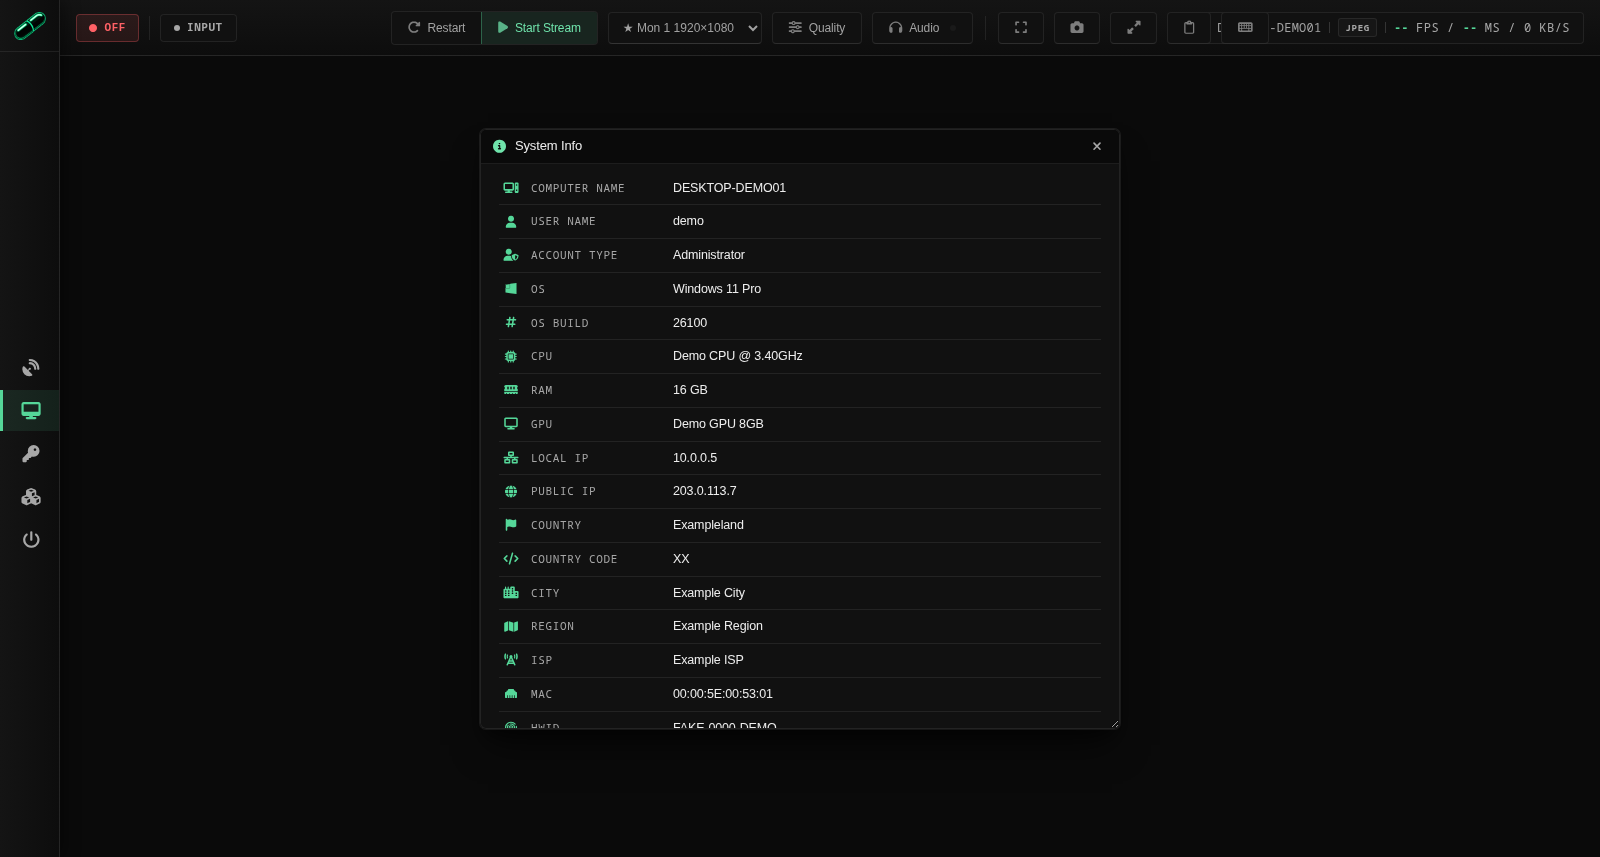 OFF
INPUT
Restart
Start Stream
★ Mon 1 1920×1080
Quality
Audio
-DEMO01
JPEG
-- FPS / -- MS / 0 KB/S
System Info
COMPUTER NAME DESKTOP-DEMO01
USER NAME demo
ACCOUNT TYPE Administrator
OS Windows 11 Pro
OS BUILD 26100
CPU Demo CPU @ 3.40GHz
RAM 16 GB
GPU Demo GPU 8GB
LOCAL IP 10.0.0.5
PUBLIC IP 203.0.113.7
COUNTRY Exampleland
COUNTRY CODE XX
CITY Example City
REGION Example Region
ISP Example ISP
MAC 00:00:5E:00:53:01
HWID FAKE-0000-DEMO